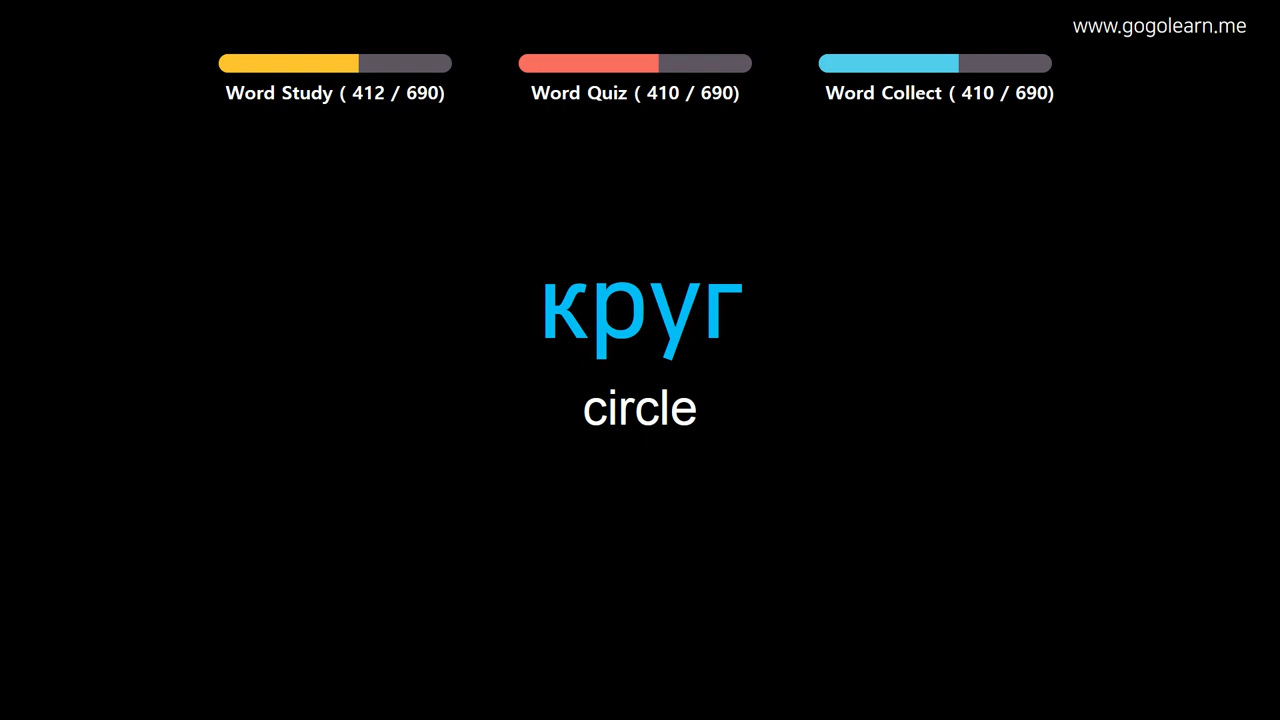 www.gogolearn.me
Word Study ( 412 / 690)
Word Quiz ( 410 / 690)
Word Collect ( 410 / 690)
круг
circle